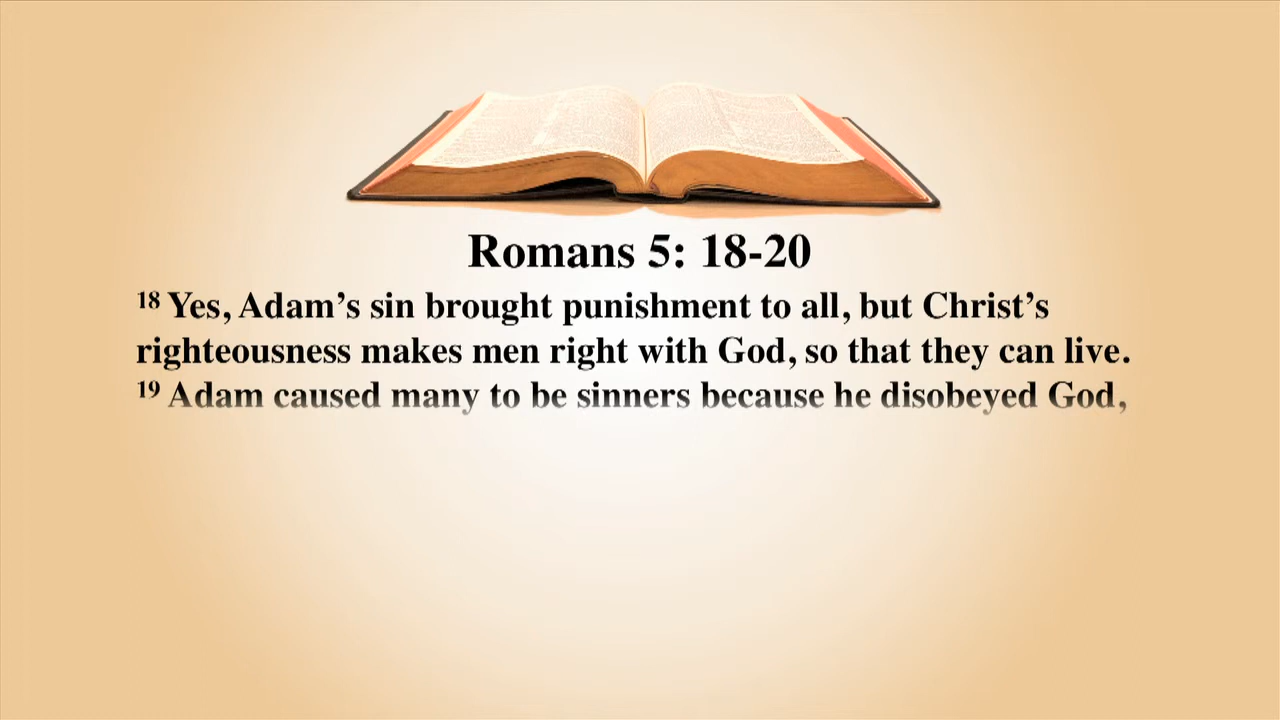 Romans 5: 18-20
18 Yes, Adam’s sin brought punishment to all, but Christ’s
righteousness makes men right with God, so that they can live.
19 Adam caused many to be sinners because he disobeyed God,